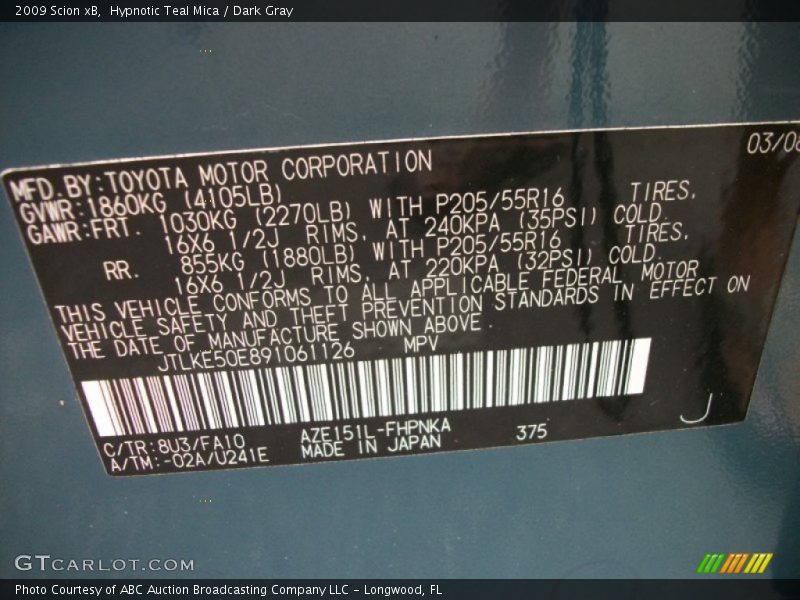 2009 Scion xB, Hypnotic Teal Mica / Dark Gray
03/08
MFD.BY:TOYOTA MOTOR CORPORATION
GVWR:1860KG (4105LB)
GAWR:FRT. 1030KG (2270LB) WITH P205/55R16 TIRES,
16X6 1/2J RIMS, AT 240KPA (35PSI) COLD.
RR. 855KG (1880LB) WITH P205/55R16 TIRES,
16X6 1/2J RIMS, AT 220KPA (32PSI) COLD.
THIS VEHICLE CONFORMS TO ALL APPLICABLE FEDERAL MOTOR
VEHICLE SAFETY AND THEFT PREVENTION STANDARDS IN EFFECT ON
THE DATE OF MANUFACTURE SHOWN ABOVE.
JTLKE50E891061126 MPV
C/TR:8U3/FA10 AZE151L-FHPNKA 375 J
A/TM:-02A/U241E MADE IN JAPAN
GTCARLOT.COM
Photo Courtesy of ABC Auction Broadcasting Company LLC - Longwood, FL